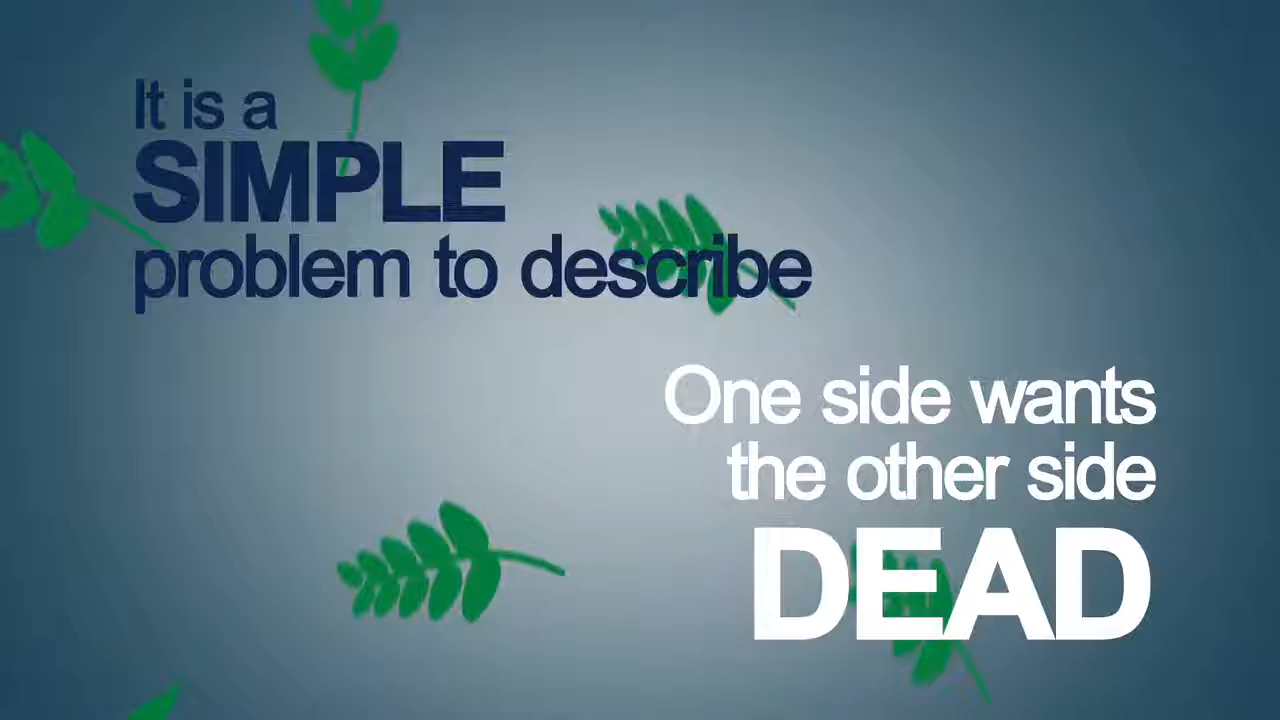 It is a
SIMPLE
problem to describe
One side wants
the other side
DEAD